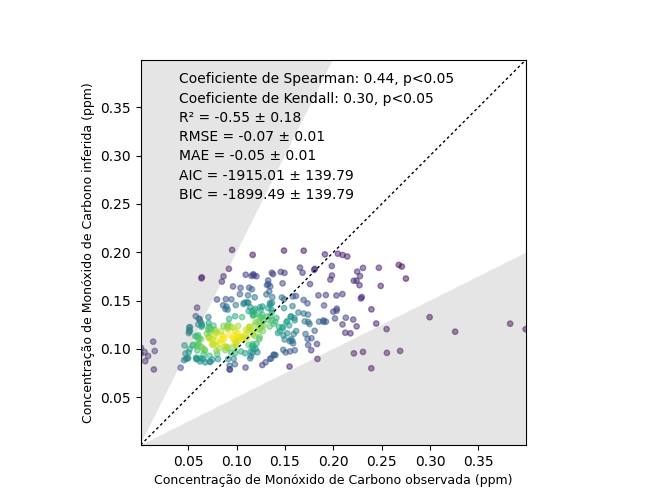 Coeficiente de Spearman: 0.44, p<0.05
Coeficiente de Kendall: 0.30, p<0.05
R² = -0.55 ± 0.18
RMSE = -0.07 ± 0.01
MAE = -0.05 ± 0.01
AIC = -1915.01 ± 139.79
BIC = -1899.49 ± 139.79
Concentração de Monóxido de Carbono inferida (ppm)
0.35
0.30
0.25
0.20
0.15
0.10
0.05
0.05 0.10 0.15 0.20 0.25 0.30 0.35
Concentração de Monóxido de Carbono observada (ppm)